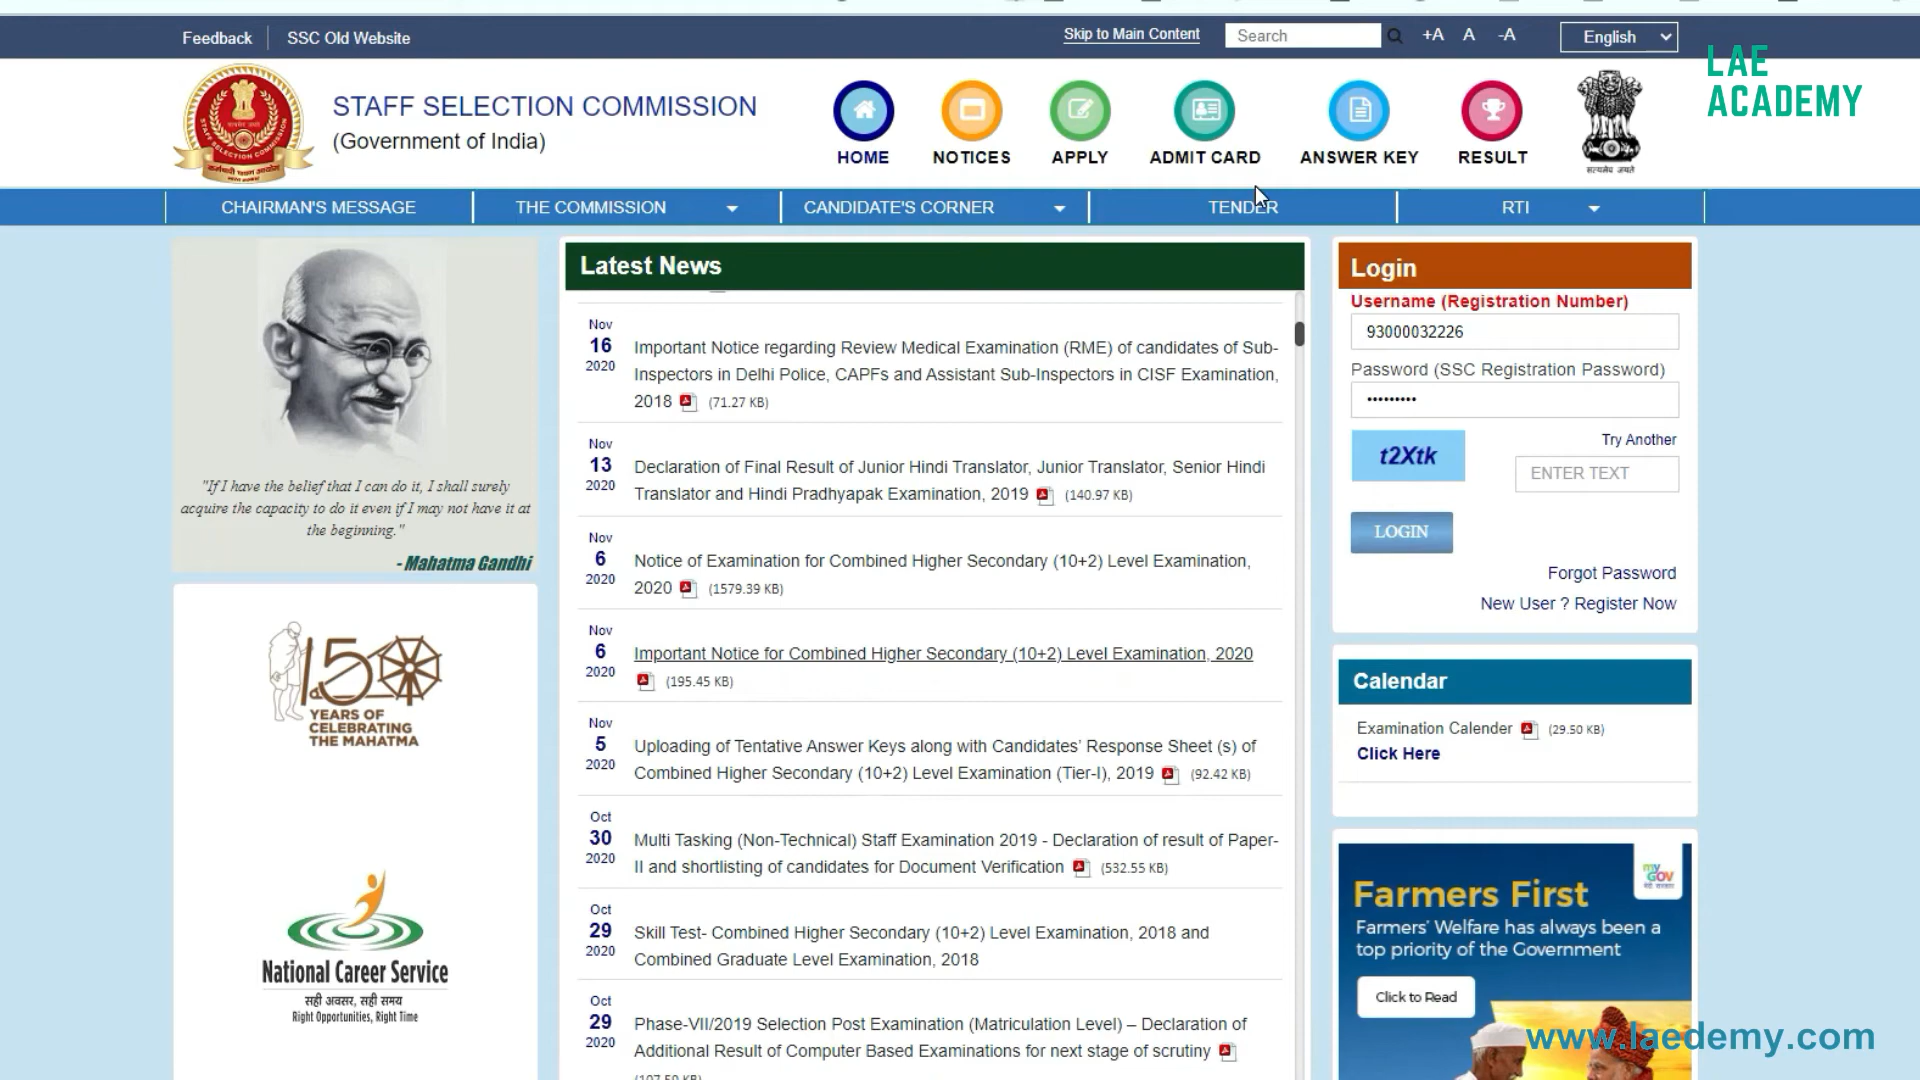 Feedback
SSC Old Website
Skip to Main Content
Search
+A A -A
English
LAE
ACADEMY
STAFF SELECTION COMMISSION
(Government of India)
HOME
NOTICES
APPLY
ADMIT CARD
ANSWER KEY
RESULT
सत्यमेव जयते
CHAIRMAN'S MESSAGE
THE COMMISSION
CANDIDATE'S CORNER
TENDER
RTI
"If I have the belief that I can do it, I shall surely
acquire the capacity to do it even if I may not have it at
the beginning."
- Mahatma Gandhi
150
YEARS OF
CELEBRATING
THE MAHATMA
National Career Service
सही अवसर, सही समय
Right Opportunities, Right Time
Latest News
Nov
16
2020
Important Notice regarding Review Medical Examination (RME) of candidates of Sub-
Inspectors in Delhi Police, CAPFs and Assistant Sub-Inspectors in CISF Examination,
2018 (71.27 KB)
Nov
13
2020
Declaration of Final Result of Junior Hindi Translator, Junior Translator, Senior Hindi
Translator and Hindi Pradhyapak Examination, 2019 (140.97 KB)
Nov
6
2020
Notice of Examination for Combined Higher Secondary (10+2) Level Examination,
2020 (1579.39 KB)
Nov
6
2020
Important Notice for Combined Higher Secondary (10+2) Level Examination, 2020
(195.45 KB)
Nov
5
2020
Uploading of Tentative Answer Keys along with Candidates' Response Sheet (s) of
Combined Higher Secondary (10+2) Level Examination (Tier-I), 2019 (92.42 KB)
Oct
30
2020
Multi Tasking (Non-Technical) Staff Examination 2019 - Declaration of result of Paper-
II and shortlisting of candidates for Document Verification (532.55 KB)
Oct
29
2020
Skill Test- Combined Higher Secondary (10+2) Level Examination, 2018 and
Combined Graduate Level Examination, 2018
Oct
29
2020
Phase-VII/2019 Selection Post Examination (Matriculation Level) – Declaration of
Additional Result of Computer Based Examinations for next stage of scrutiny
Login
Username (Registration Number)
93000032226
Password (SSC Registration Password)
•••••••••
Try Another
t2Xtk
ENTER TEXT
LOGIN
Forgot Password
New User ? Register Now
Calendar
Examination Calender (29.50 KB)
Click Here
my
GOV
मेरी सरकार
Farmers First
Farmers' Welfare has always been a
top priority of the Government
Click to Read
www.laedemy.com